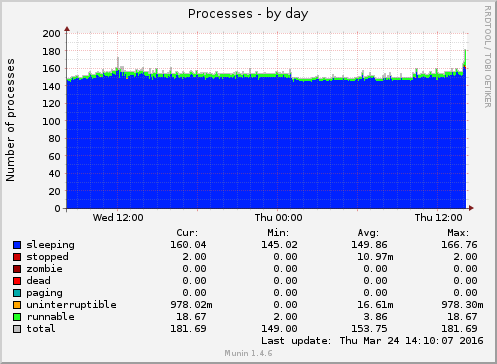 Processes - by day
RRDTOOL / TOBI OETIKER
Number of processes
200
180
160
140
120
100
80
60
40
20
0
Wed 12:00 Thu 00:00 Thu 12:00
Cur: Min: Avg: Max:
sleeping 160.04 145.02 149.86 166.76
stopped 2.00 0.00 10.97m 2.00
zombie 0.00 0.00 0.00 0.00
dead 0.00 0.00 0.00 0.00
paging 0.00 0.00 0.00 0.00
uninterruptible 978.02m 0.00 16.61m 978.30m
runnable 18.67 2.00 3.86 18.67
total 181.69 149.00 153.75 181.69
Last update: Thu Mar 24 14:10:07 2016
Munin 1.4.6